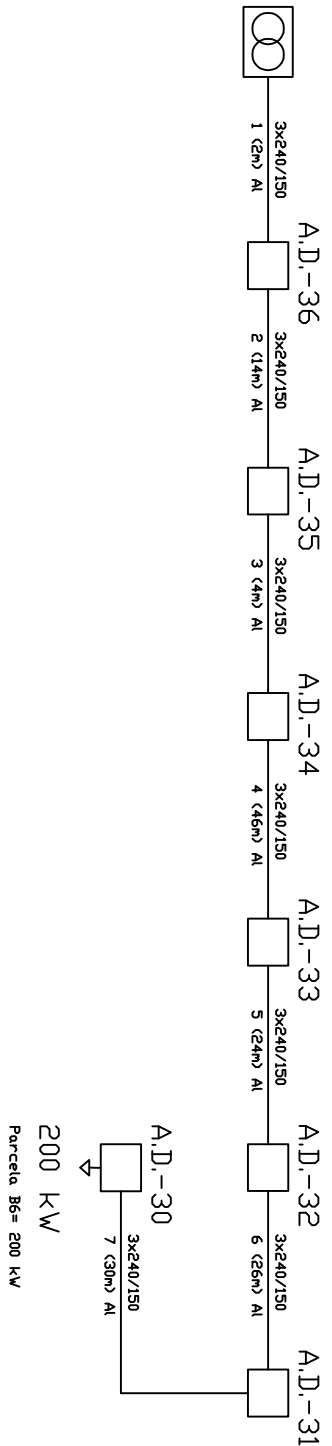 3x240/150
1 (2m) Al
A.D.-36
3x240/150
2 (14m) Al
A.D.-35
3x240/150
3 (4m) Al
A.D.-34
3x240/150
4 (46m) Al
A.D.-33
3x240/150
5 (24m) Al
A.D.-32
3x240/150
6 (26m) Al
A.D.-31
A.D.-30
3x240/150
7 (30m) Al
200 kW
Parcela B6= 200 kW